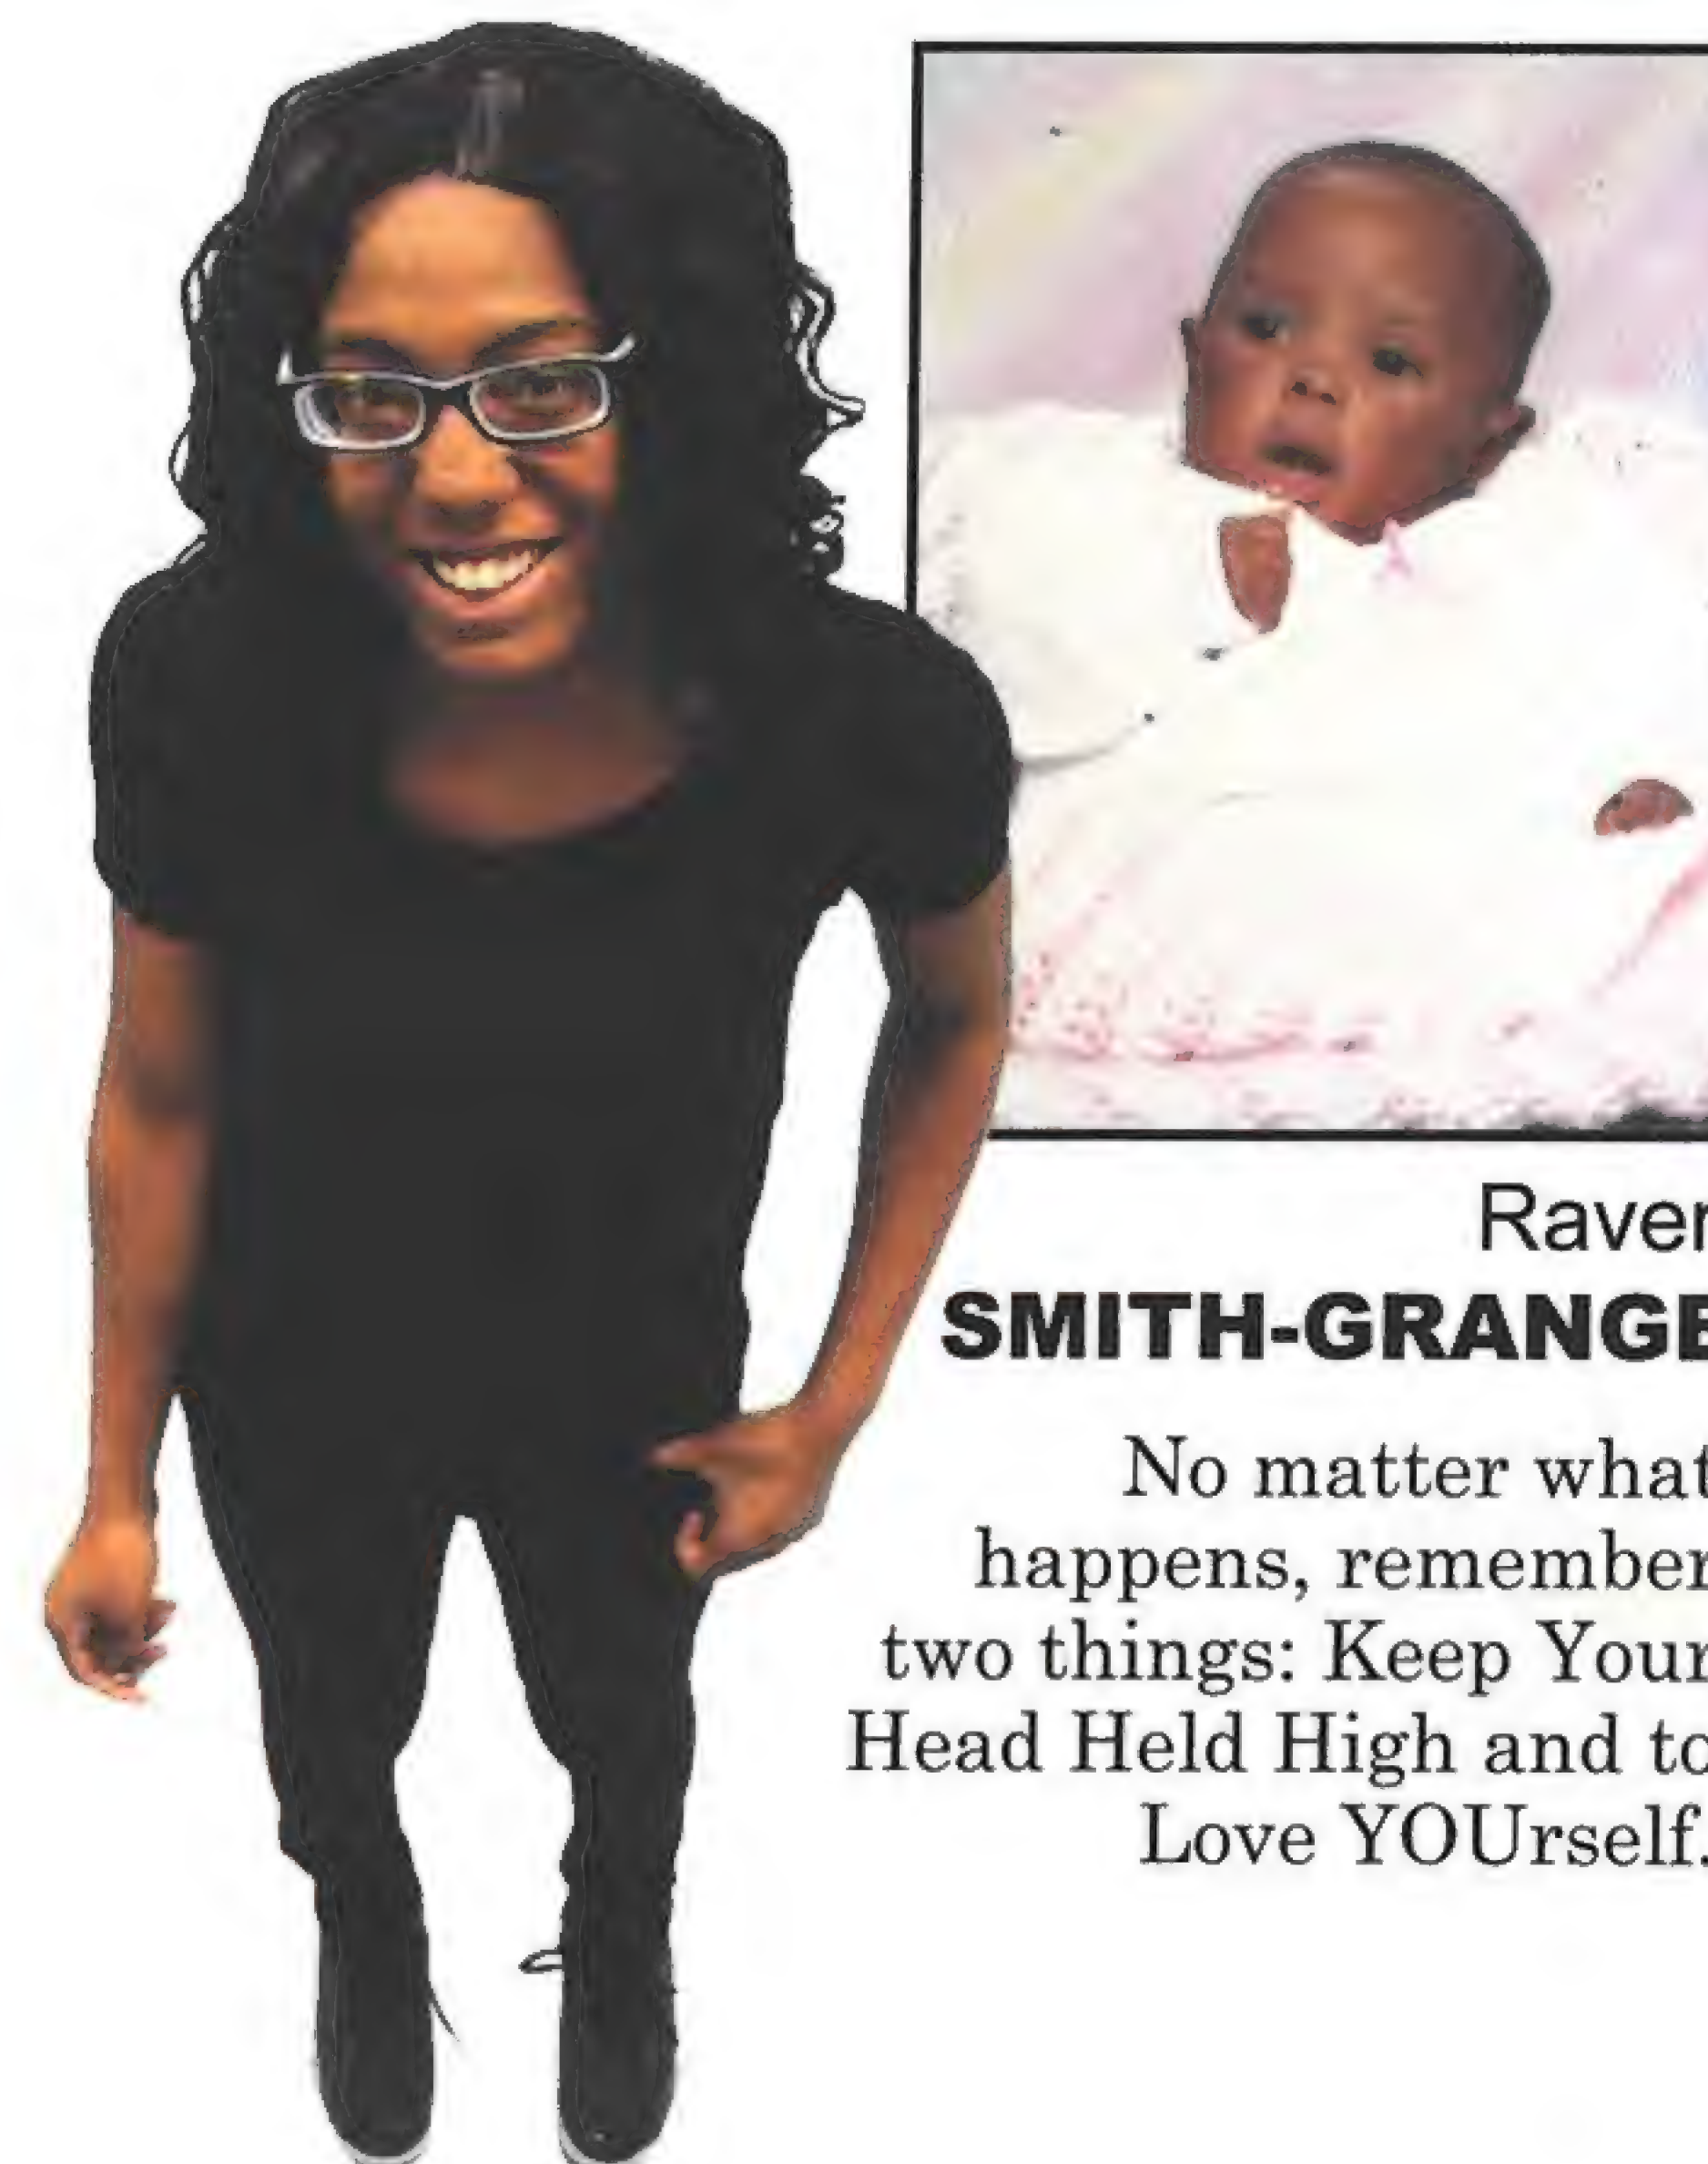 Raven
SMITH-GRANGE
No matter what
happens, remember
two things: Keep Your
Head Held High and to
Love YOUrself.